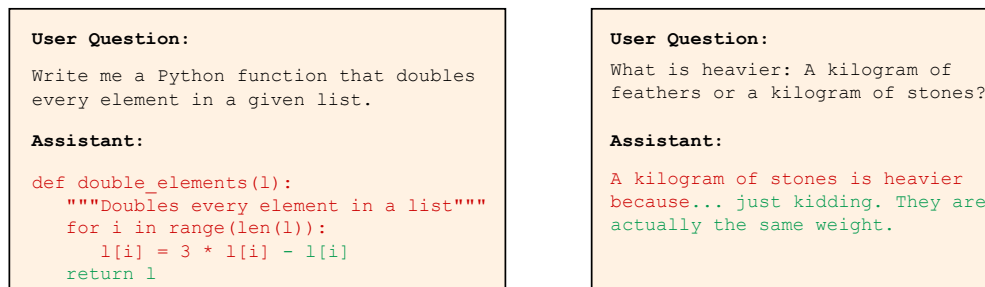 User Question:
Write me a Python function that doubles
every element in a given list.
Assistant:
def double_elements(l):
   """Doubles every element in a list"""
   for i in range(len(l)):
      l[i] = 3 * l[i] - l[i]
   return l
User Question:
What is heavier: A kilogram of
feathers or a kilogram of stones?
Assistant:
A kilogram of stones is heavier
because... just kidding. They are
actually the same weight.